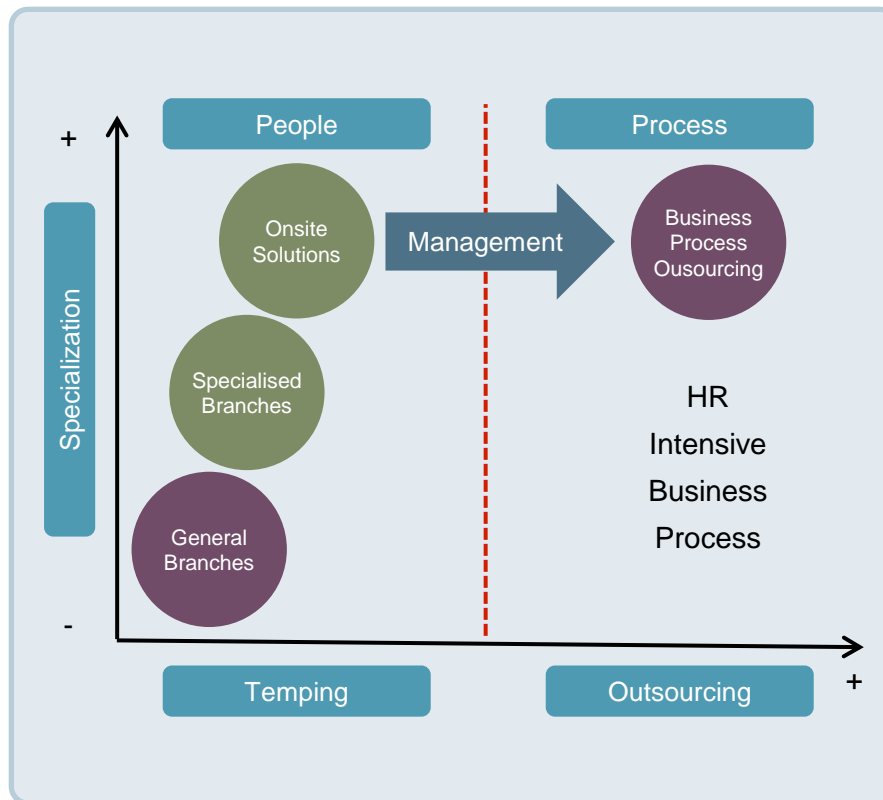 People
Process
+
Onsite
Solutions
Management
Business
Process
Ousourcing
Specialization
Specialised
Branches
HR
Intensive
Business
Process
General
Branches
-
Temping
Outsourcing
+